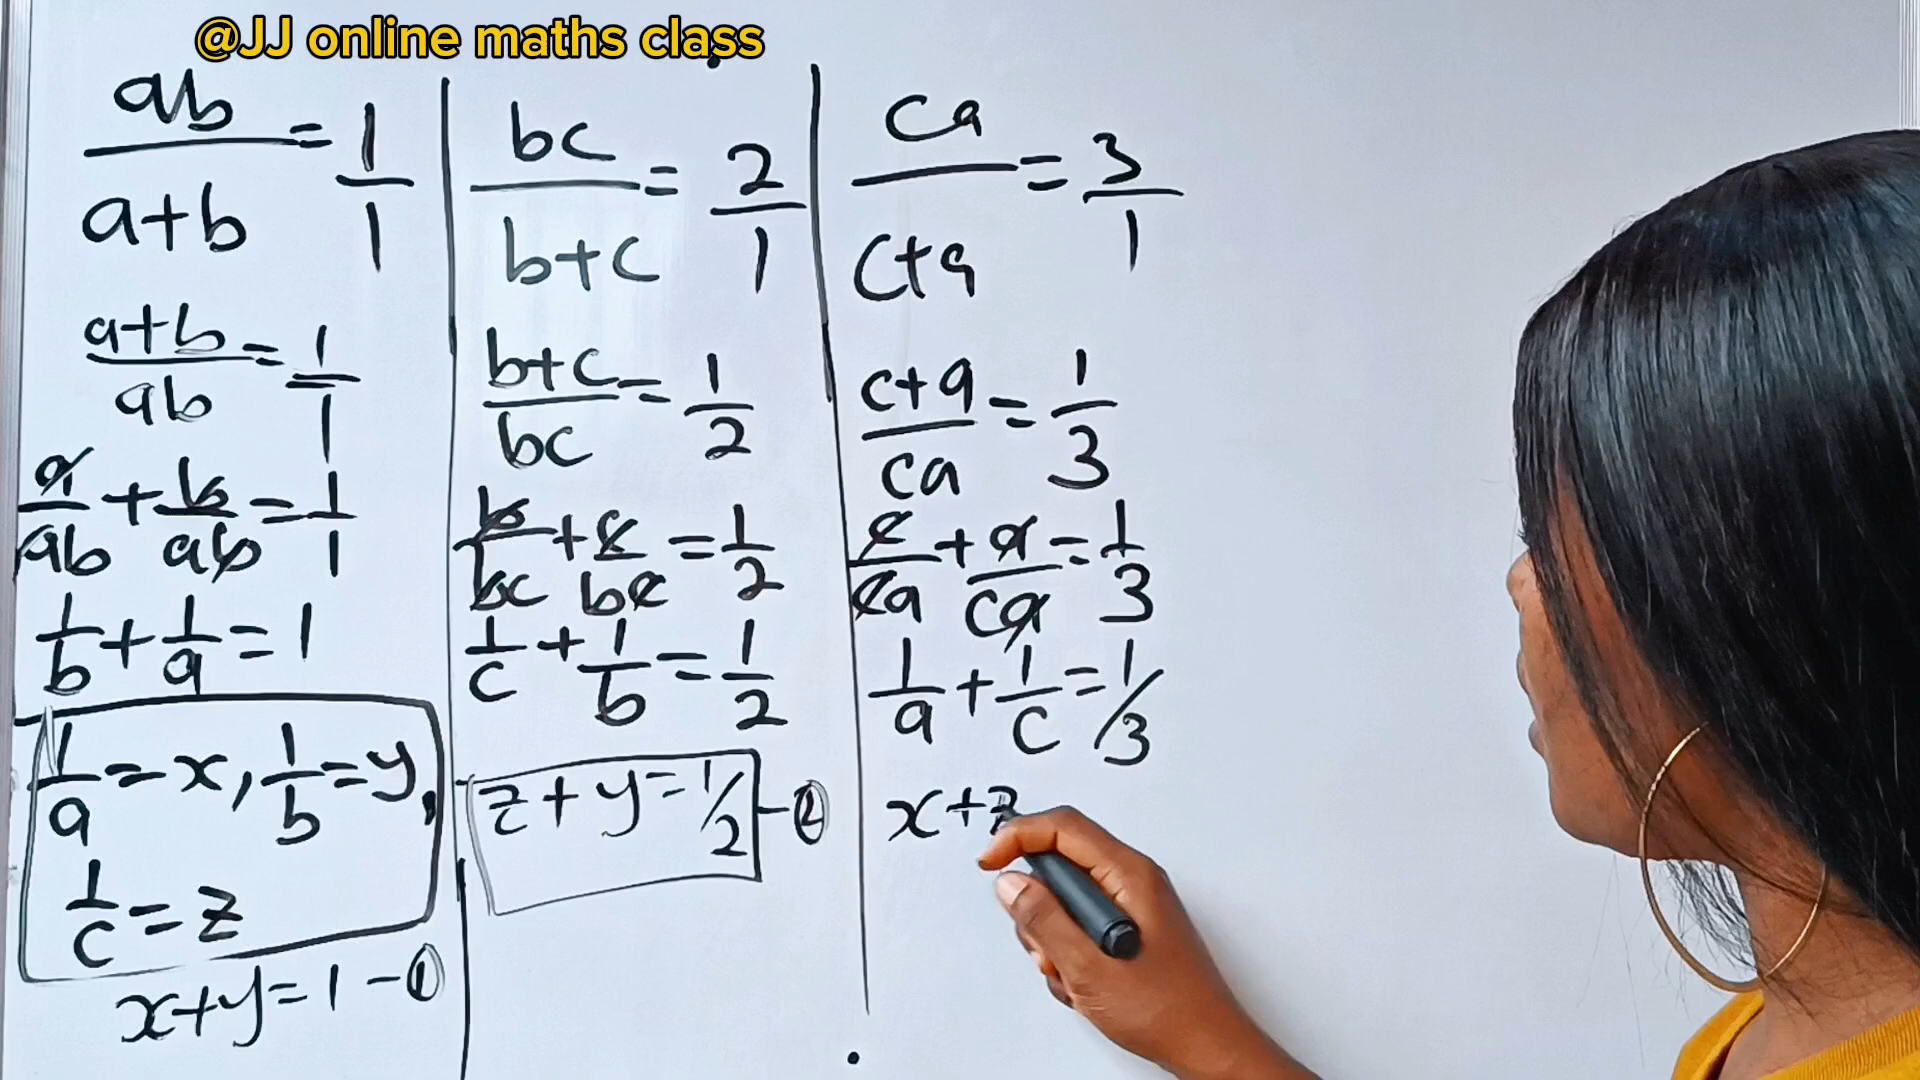 @JJ online maths class
ab/a+b = 1/1
a+b/ab = 1/1
a/ab + b/ab = 1/1
1/b + 1/a = 1
1/a = x, 1/b = y,
1/c = z
x+y = 1 - ①
bc/b+c = 2/1
b+c/bc = 1/2
b/bc + c/bc = 1/2
1/c + 1/b = 1/2
z + y = 1/2 - ②
ca/c+a = 3/1
c+a/ca = 1/3
c/ca + a/ca = 1/3
1/a + 1/c = 1/3
x+z